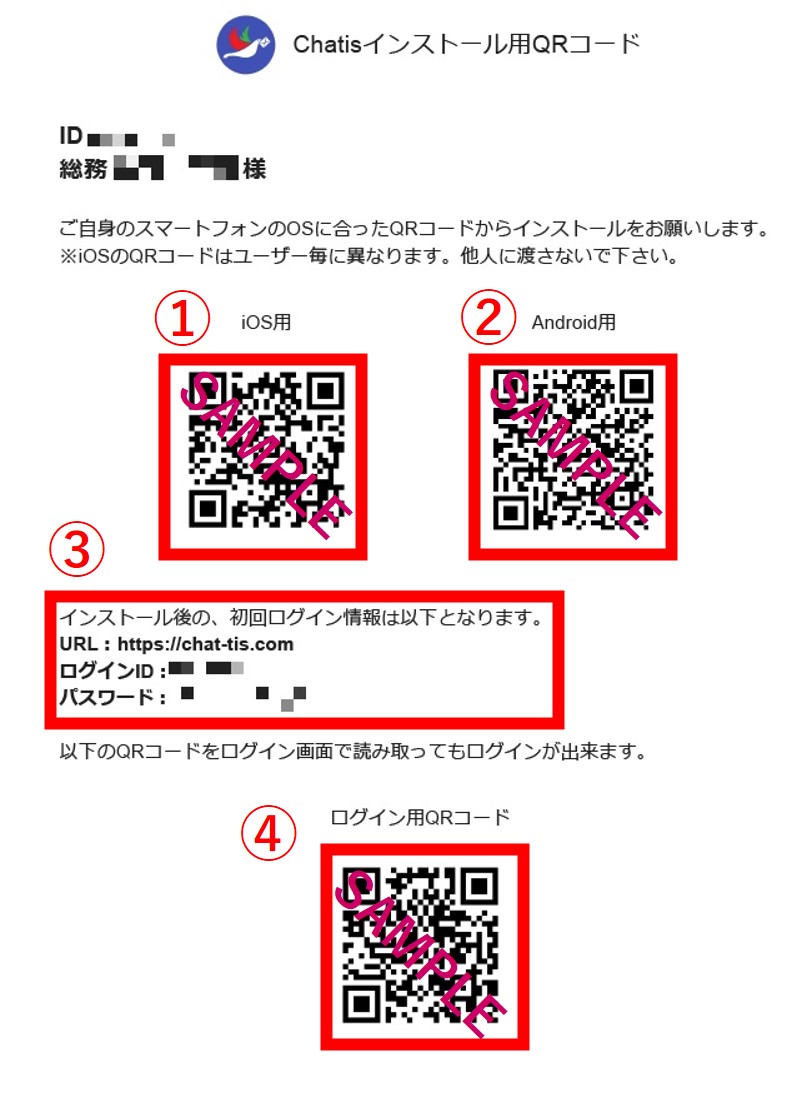 Chatisインストール用QRコード
ID
総務 様
ご自身のスマートフォンのOSに合ったQRコードからインストールをお願いします。
※iOSのQRコードはユーザー毎に異なります。他人に渡さないで下さい。
① iOS用
② Android用
SAMPLE
SAMPLE
③
インストール後の、初回ログイン情報は以下となります。
URL：https://chat-tis.com
ログインID：
パスワード：
以下のQRコードをログイン画面で読み取ってもログインが出来ます。
④ ログイン用QRコード
SAMPLE